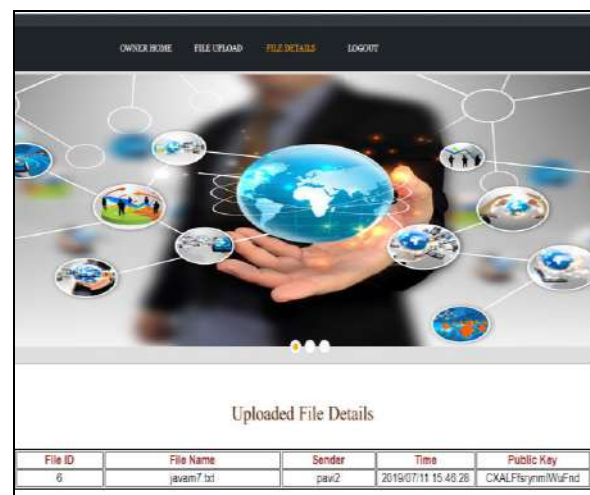 OWNER HOME FILE UPLOAD FILE DETAILS LOGOUT
Uploaded File Details
File ID File Name Sender Time Public Key
6 javam7.txt pavi2 2019/07/11 15:46:28